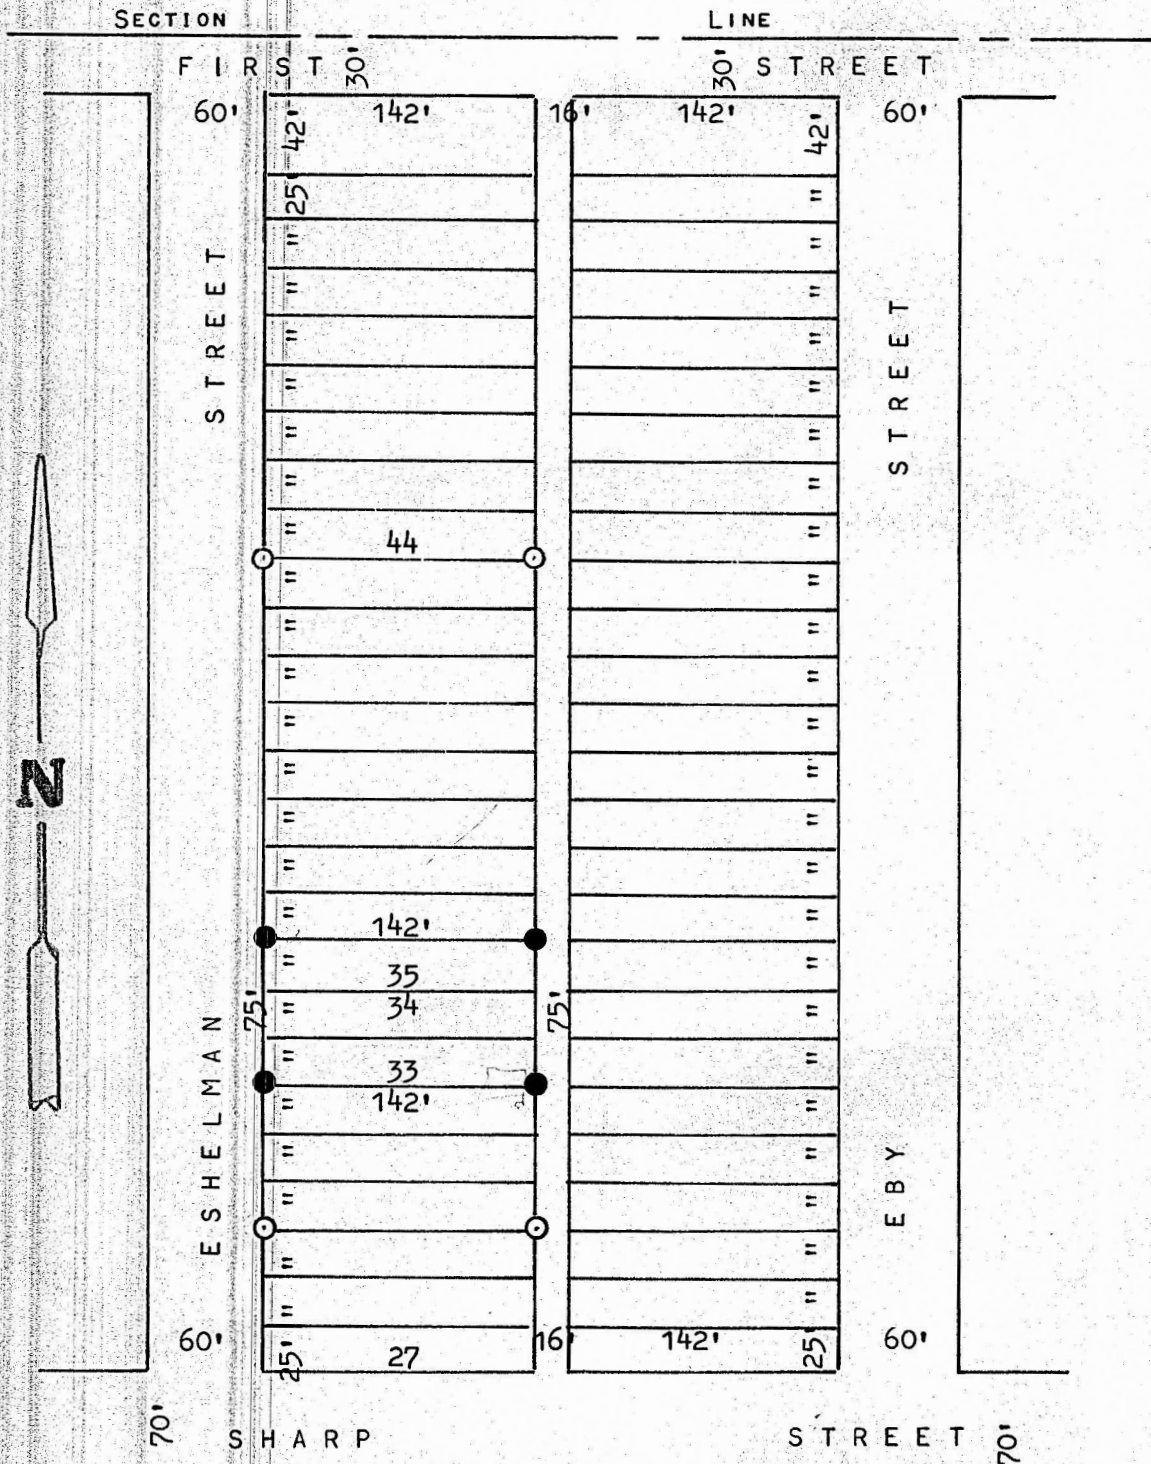 SECTION LINE
FIRST 30' 30' STREET
60' 142' 16' 142' 60'
42' 42'
25' "
" "
" "
" "
" "
" "
" "
STREET
STREET
44
" "
" "
" "
" "
" "
" "
" "
" "
N
142'
35
34
75' 75'
33
142'
" "
" "
" "
" "
" "
" "
" "
" "
" "
ESHELMAN
EBY
60' 16' 142' 60'
25' 27 25'
70' SHARP STREET 70'